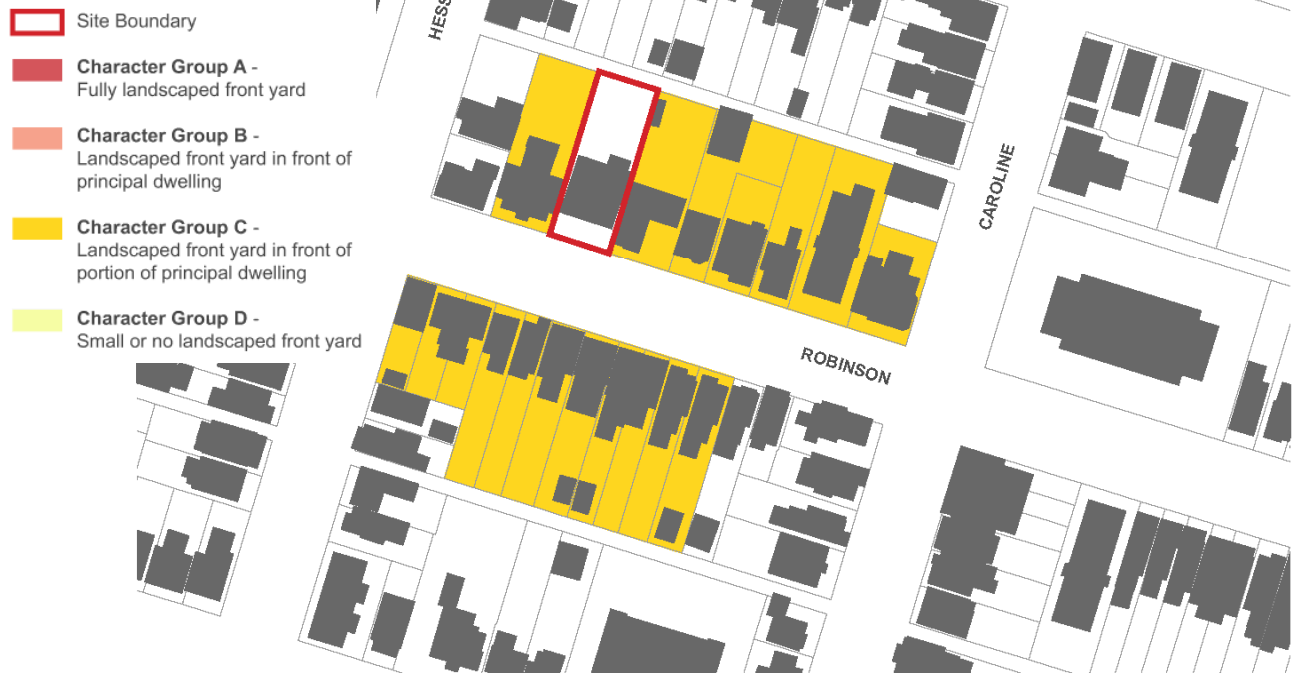 Site Boundary
Character Group A -
Fully landscaped front yard
Character Group B -
Landscaped front yard in front of
principal dwelling
Character Group C -
Landscaped front yard in front of
portion of principal dwelling
Character Group D -
Small or no landscaped front yard
HESS
CAROLINE
ROBINSON